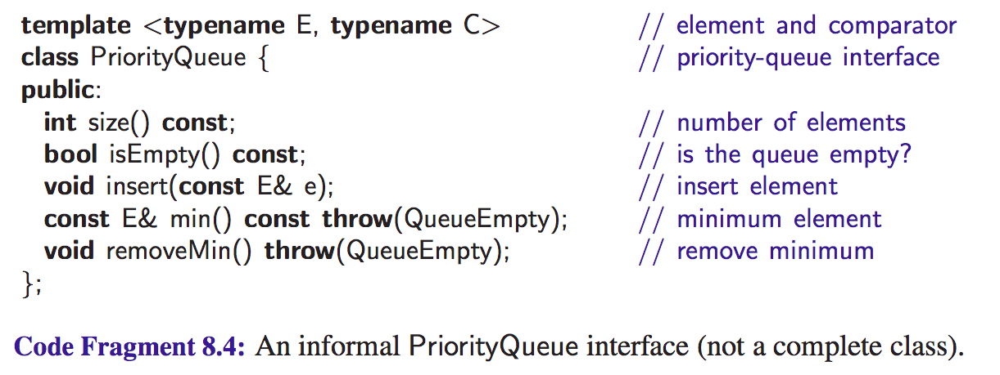 template <typename E, typename C> // element and comparator
class PriorityQueue { // priority-queue interface
public:
int size() const; // number of elements
bool isEmpty() const; // is the queue empty?
void insert(const E& e); // insert element
const E& min() const throw(QueueEmpty); // minimum element
void removeMin() throw(QueueEmpty); // remove minimum
};
Code Fragment 8.4: An informal PriorityQueue interface (not a complete class).